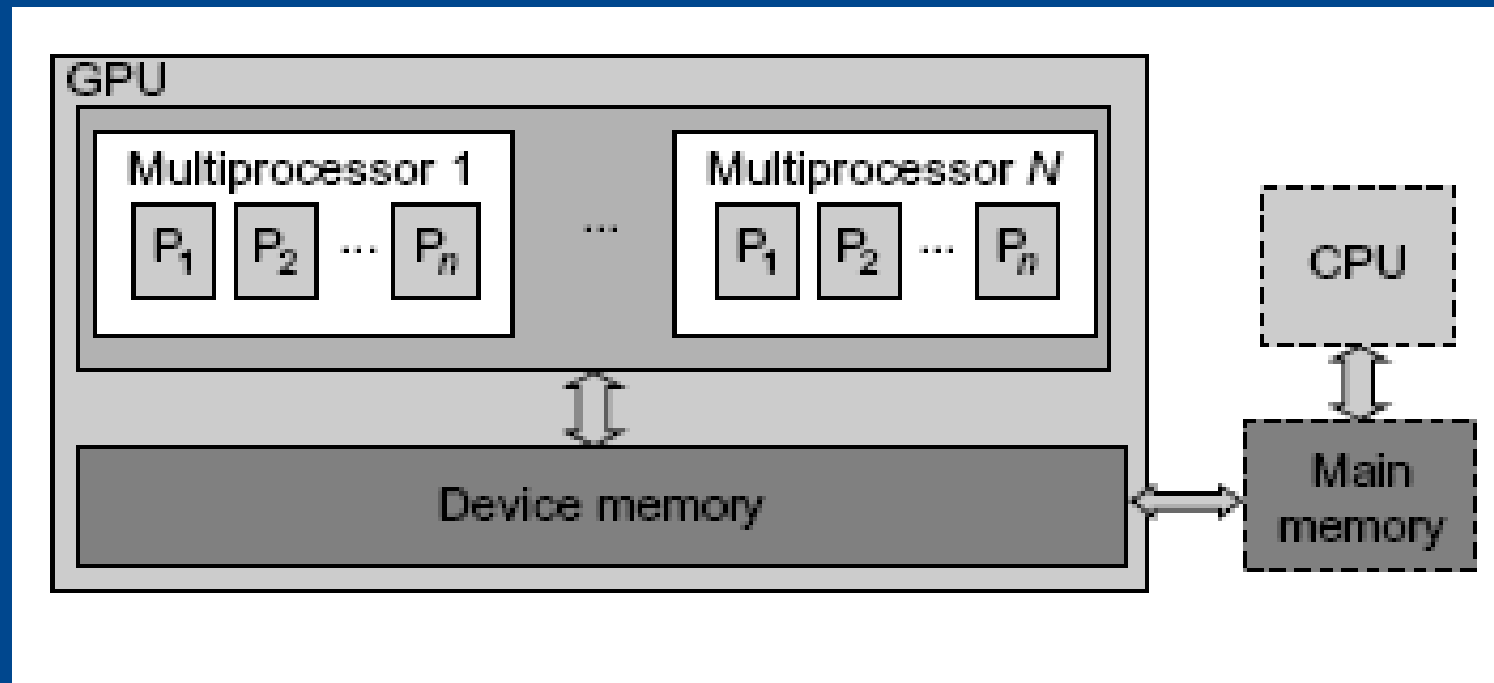 GPU
Multiprocessor 1
P1 P2 ... Pn
...
Multiprocessor N
P1 P2 ... Pn
CPU
Device memory
Main
memory